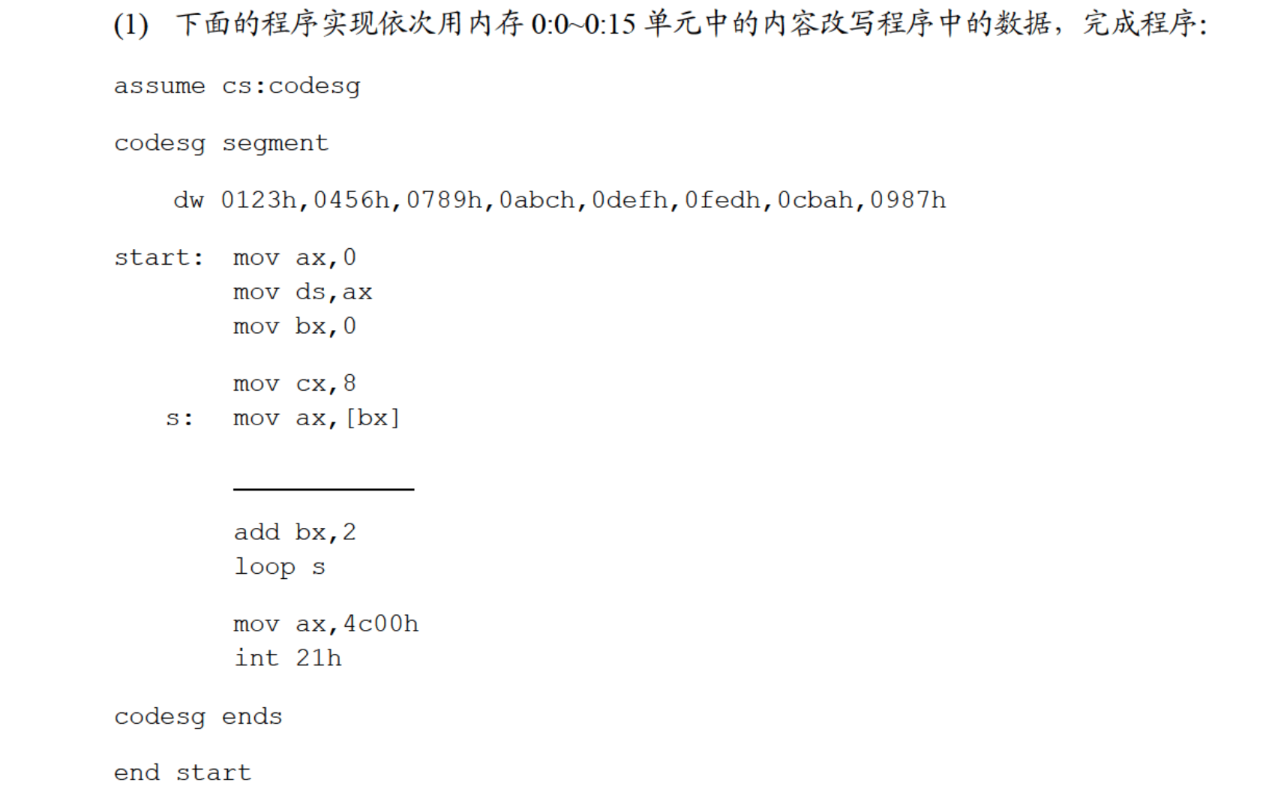 (1) 下面的程序实现依次用内存 0:0~0:15 单元中的内容改写程序中的数据，完成程序：
assume cs:codesg
codesg segment
dw 0123h,0456h,0789h,0abch,0defh,0fedh,0cbah,0987h
start: mov ax,0
mov ds,ax
mov bx,0
mov cx,8
s: mov ax,[bx]
add bx,2
loop s
mov ax,4c00h
int 21h
codesg ends
end start